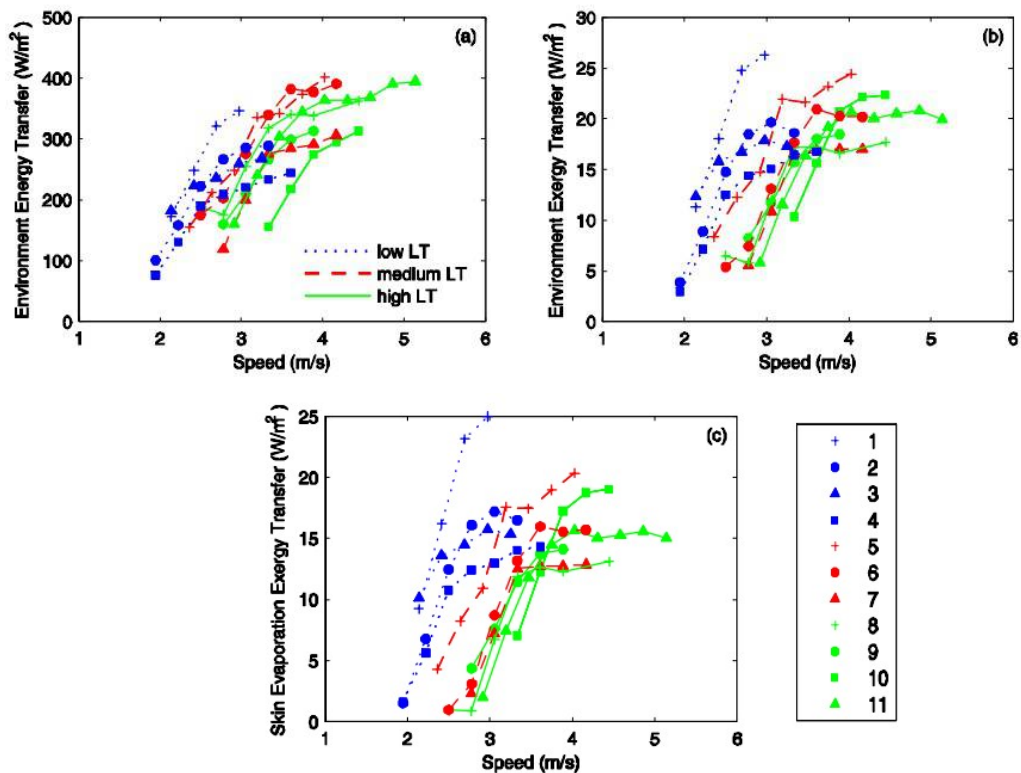 Environment Energy Transfer (W/m²)
500
400
300
200
100
0
(a)
low LT
medium LT
high LT
1 2 3 4 5 6
Speed (m/s)
Environment Exergy Transfer (W/m²)
30
25
20
15
10
5
0
(b)
1 2 3 4 5 6
Speed (m/s)
Skin Evaporation Exergy Transfer (W/m²)
25
20
15
10
5
0
(c)
1 2 3 4 5 6
Speed (m/s)
1
2
3
4
5
6
7
8
9
10
11